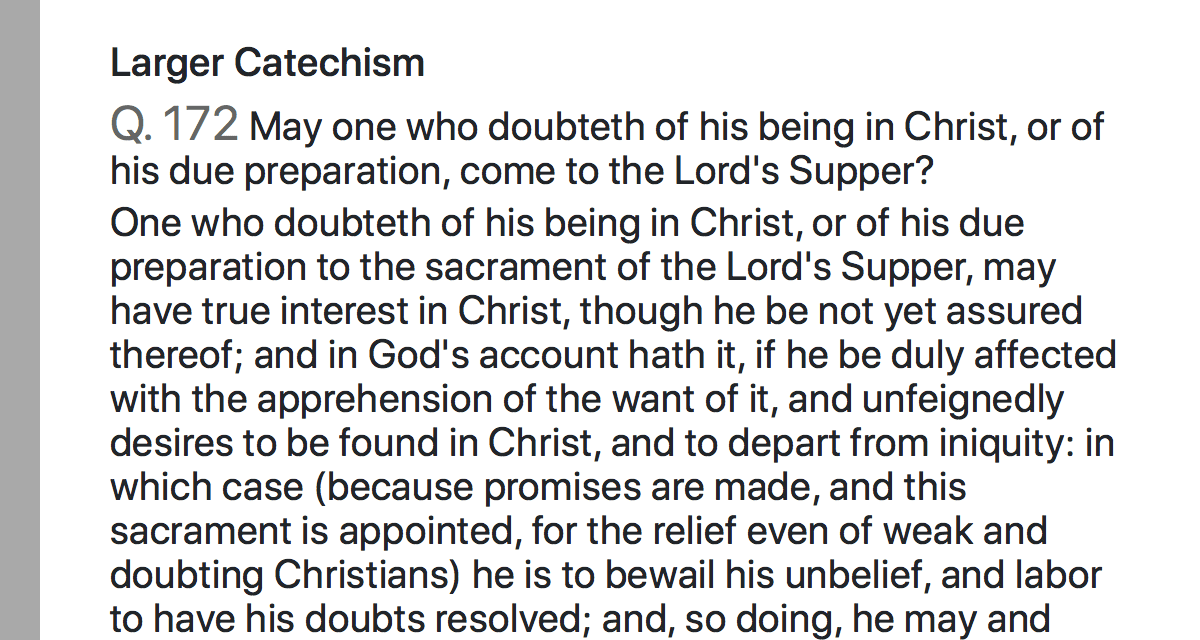 Larger Catechism
Q. 172 May one who doubteth of his being in Christ, or of
his due preparation, come to the Lord's Supper?
One who doubteth of his being in Christ, or of his due
preparation to the sacrament of the Lord's Supper, may
have true interest in Christ, though he be not yet assured
thereof; and in God's account hath it, if he be duly affected
with the apprehension of the want of it, and unfeignedly
desires to be found in Christ, and to depart from iniquity: in
which case (because promises are made, and this
sacrament is appointed, for the relief even of weak and
doubting Christians) he is to bewail his unbelief, and labor
to have his doubts resolved; and, so doing, he may and